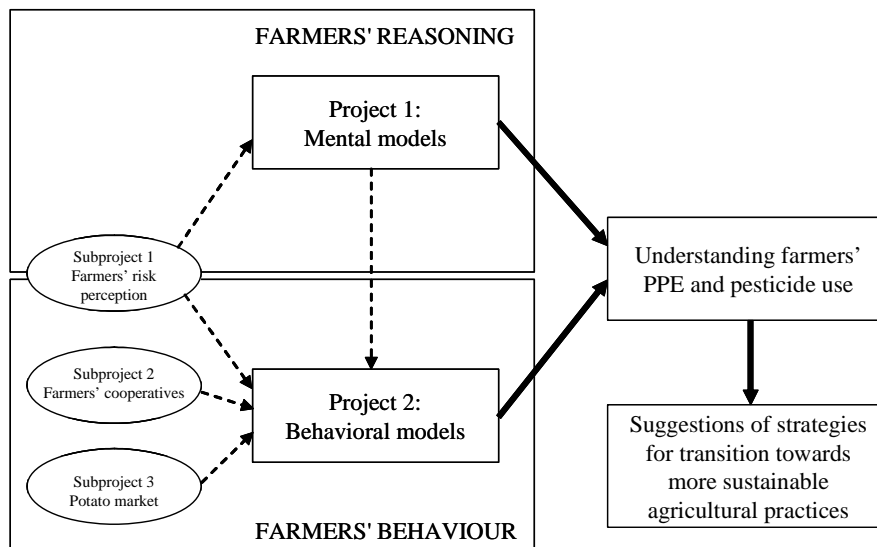 FARMERS' REASONING
Project 1:
Mental models
Subproject 1
Farmers’ risk
perception
Understanding farmers’
PPE and pesticide use
Subproject 2
Farmers’ cooperatives
Project 2:
Behavioral models
Subproject 3
Potato market
Suggestions of strategies
for transition towards
more sustainable
agricultural practices
FARMERS' BEHAVIOUR